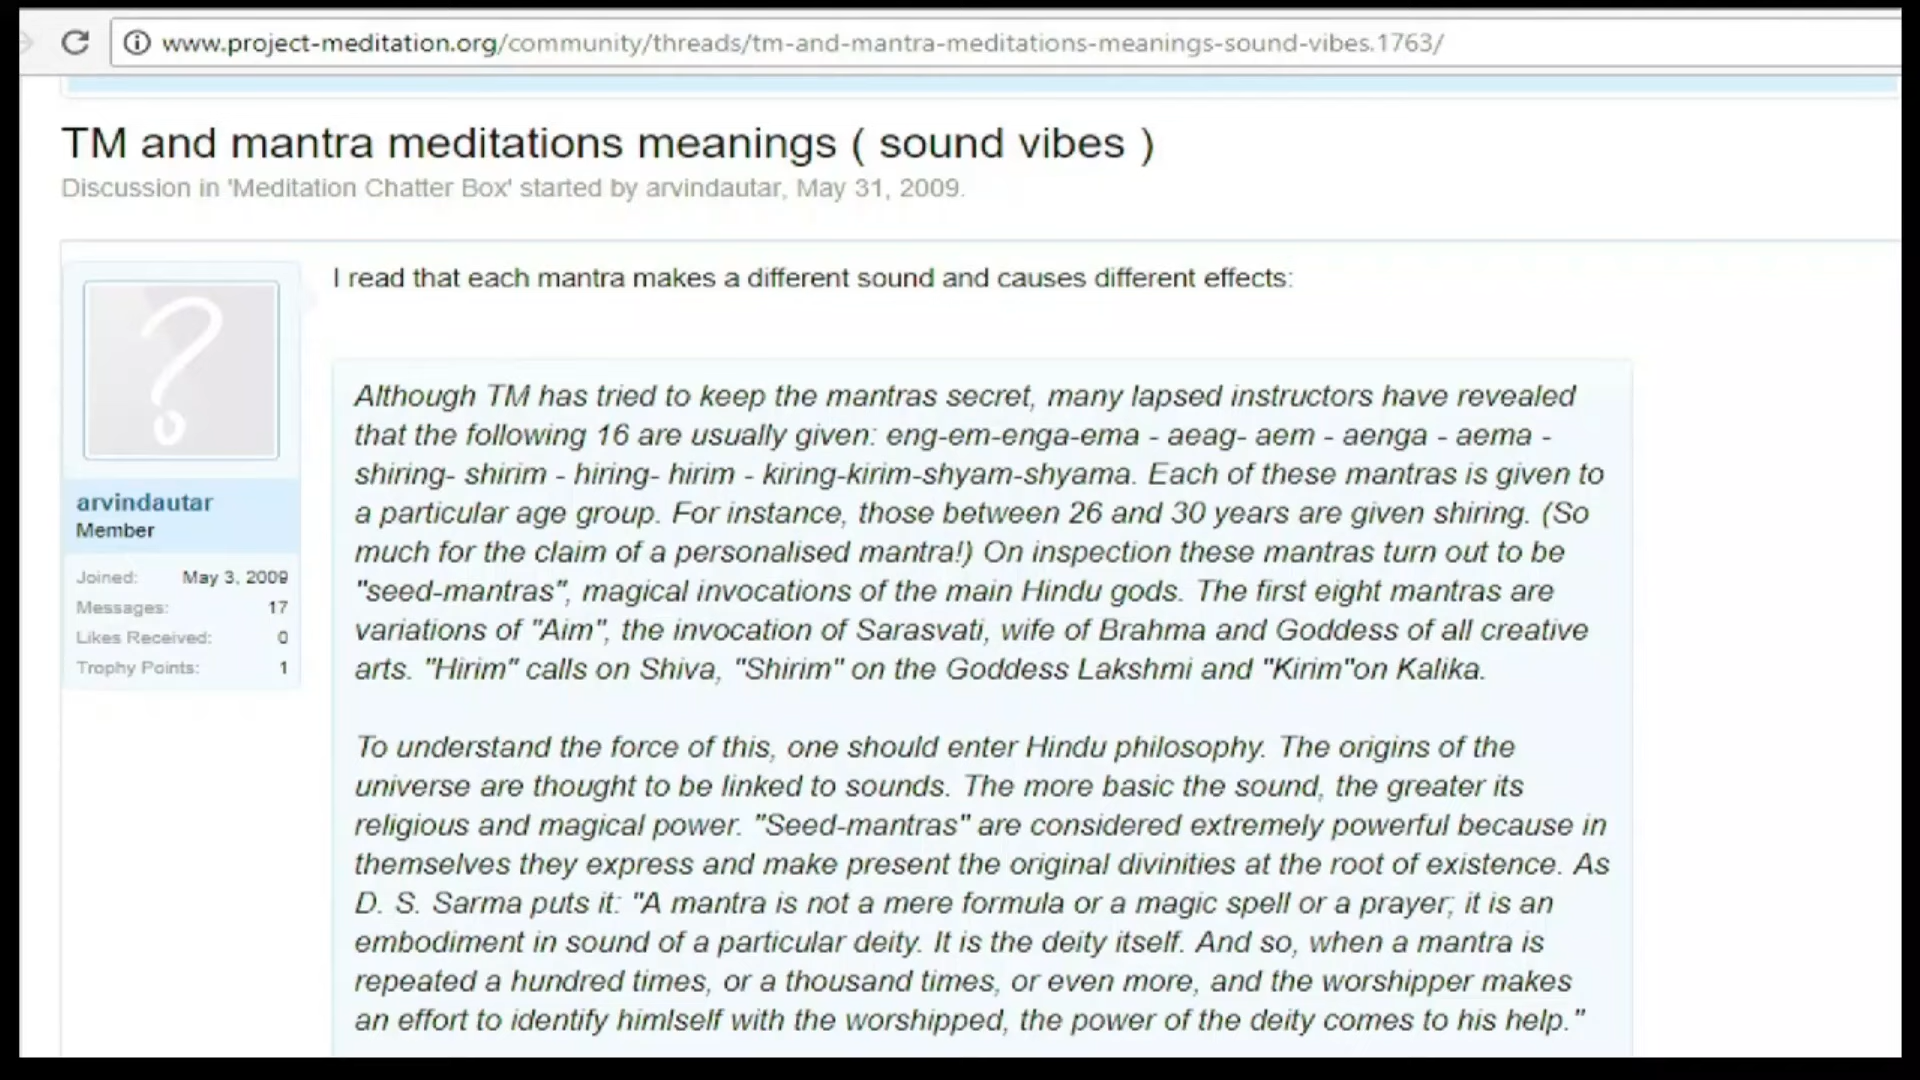 www.project-meditation.org/community/threads/tm-and-mantra-meditations-meanings-sound-vibes.1763/
TM and mantra meditations meanings ( sound vibes )
Discussion in 'Meditation Chatter Box' started by arvindautar, May 31, 2009.
arvindautar
Member
Joined: May 3, 2009
Messages: 17
Likes Received: 0
Trophy Points: 1
I read that each mantra makes a different sound and causes different effects:
Although TM has tried to keep the mantras secret, many lapsed instructors have revealed
that the following 16 are usually given: eng-em-enga-ema - aeag- aem - aenga - aema -
shiring- shirim - hiring- hirim - kiring-kirim-shyam-shyama. Each of these mantras is given to
a particular age group. For instance, those between 26 and 30 years are given shiring. (So
much for the claim of a personalised mantra!) On inspection these mantras turn out to be
"seed-mantras", magical invocations of the main Hindu gods. The first eight mantras are
variations of "Aim", the invocation of Sarasvati, wife of Brahma and Goddess of all creative
arts. "Hirim" calls on Shiva, "Shirim" on the Goddess Lakshmi and "Kirim"on Kalika.
To understand the force of this, one should enter Hindu philosophy. The origins of the
universe are thought to be linked to sounds. The more basic the sound, the greater its
religious and magical power. "Seed-mantras" are considered extremely powerful because in
themselves they express and make present the original divinities at the root of existence. As
D. S. Sarma puts it: "A mantra is not a mere formula or a magic spell or a prayer; it is an
embodiment in sound of a particular deity. It is the deity itself. And so, when a mantra is
repeated a hundred times, or a thousand times, or even more, and the worshipper makes
an effort to identify himlself with the worshipped, the power of the deity comes to his help."